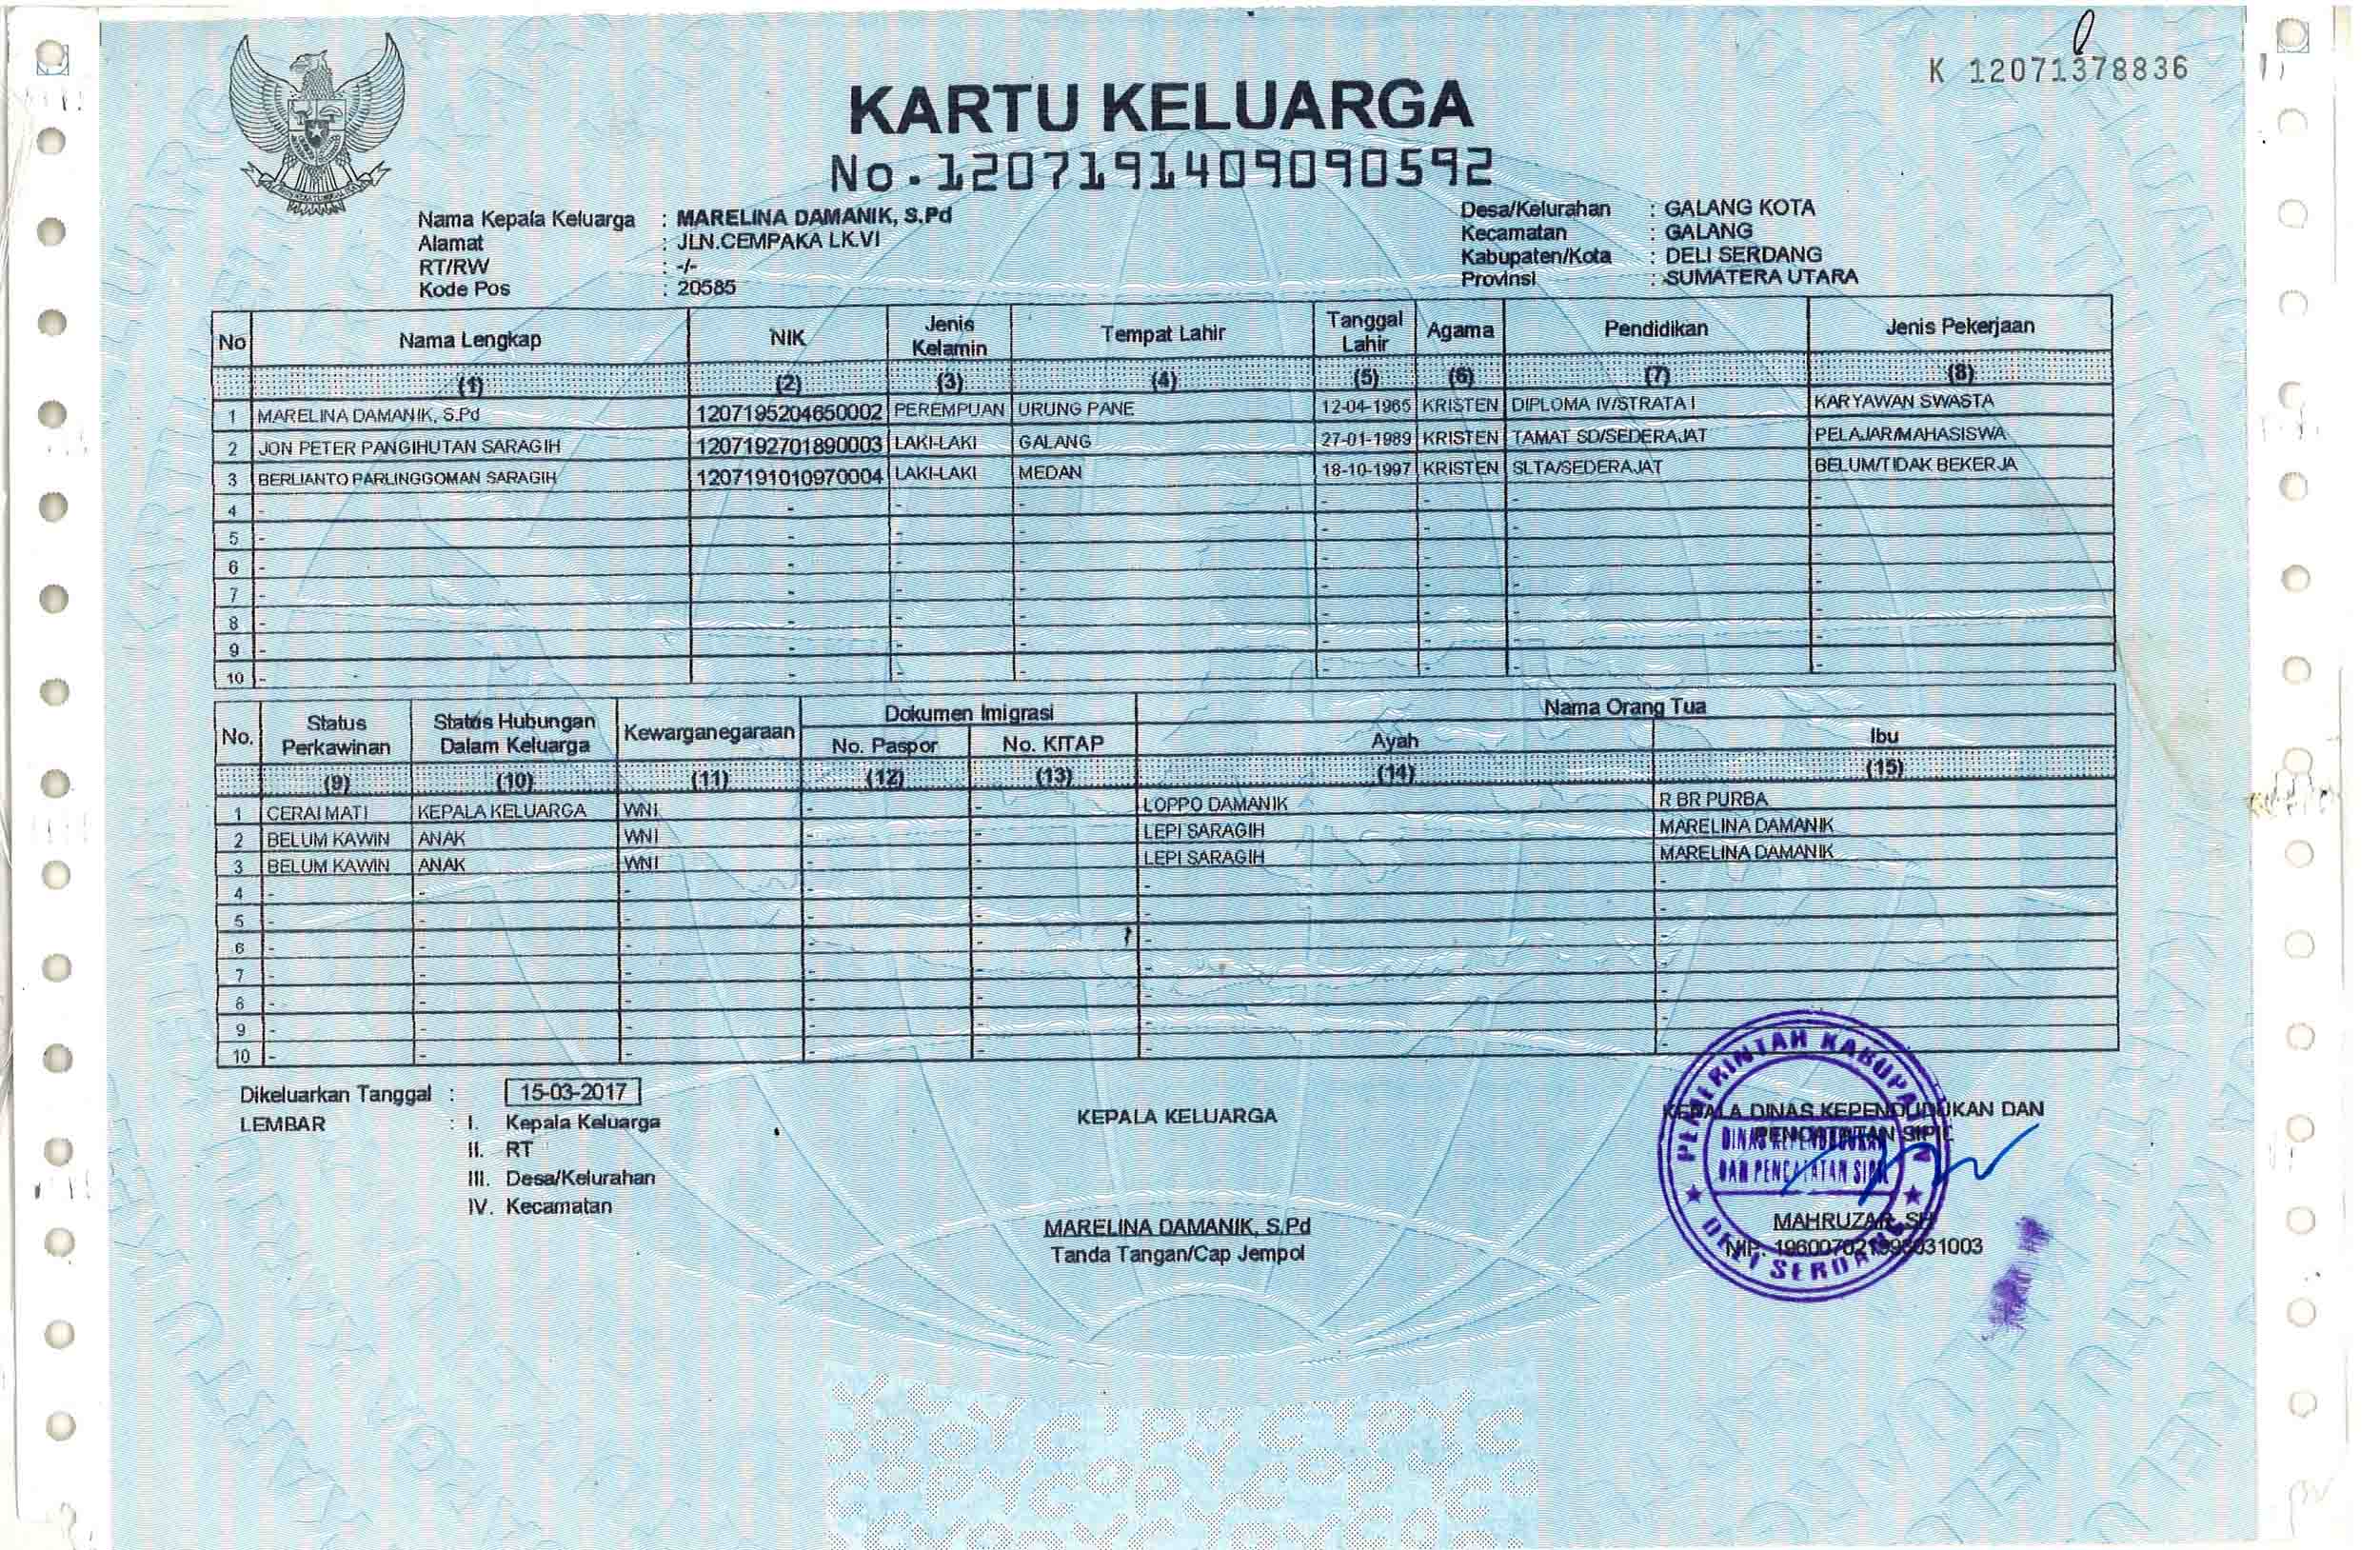 K 12071378836
KARTU KELUARGA
No. 1207191409090592
Nama Kepala Keluarga : MARELINA DAMANIK, S.Pd
Alamat : JLN.CEMPAKA LK.VI
RT/RW : -/-
Kode Pos : 20585
Desa/Kelurahan : GALANG KOTA
Kecamatan : GALANG
Kabupaten/Kota : DELI SERDANG
Provinsi : SUMATERA UTARA
No Nama Lengkap NIK Jenis Kelamin Tempat Lahir Tanggal Lahir Agama Pendidikan Jenis Pekerjaan
(1) (2) (3) (4) (5) (6) (7) (8)
1 MARELINA DAMANIK, S.Pd 1207195204650002 PEREMPUAN URUNG PANE 12-04-1965 KRISTEN DIPLOMA IV/STRATA I KARYAWAN SWASTA
2 JON PETER PANGIHUTAN SARAGIH 1207192701890003 LAKI-LAKI GALANG 27-01-1989 KRISTEN TAMAT SD/SEDERAJAT PELAJAR/MAHASISWA
3 BERLIANTO PARLINGGOMAN SARAGIH 1207191010970004 LAKI-LAKI MEDAN 18-10-1997 KRISTEN SLTA/SEDERAJAT BELUM/TIDAK BEKERJA
4 - - - - - - - -
5 - - - - - - - -
6 - - - - - - - -
7 - - - - - - - -
8 - - - - - - - -
9 - - - - - - - -
10 - - - - - - - -
No. Status Perkawinan Status Hubungan Dalam Keluarga Kewarganegaraan Dokumen Imigrasi Nama Orang Tua
No. Paspor No. KITAP Ayah Ibu
(9) (10) (11) (12) (13) (14) (15)
1 CERAI MATI KEPALA KELUARGA WNI - - LOPPO DAMANIK R BR PURBA
2 BELUM KAWIN ANAK WNI - - LEPI SARAGIH MARELINA DAMANIK
3 BELUM KAWIN ANAK WNI - - LEPI SARAGIH MARELINA DAMANIK
4 - - - - - - -
5 - - - - - - -
6 - - - - - - -
7 - - - - - - -
8 - - - - - - -
9 - - - - - - -
10 - - - - - - -
Dikeluarkan Tanggal : 15-03-2017
LEMBAR : I. Kepala Keluarga
II. RT
III. Desa/Kelurahan
IV. Kecamatan
KEPALA KELUARGA
MARELINA DAMANIK, S.Pd
Tanda Tangan/Cap Jempol
KEPALA DINAS KEPENDUDUKAN DAN
PENCATATAN SIPIL
MAHRUZAR, SH
NIP.
PEMERINTAH KABUPATEN
DINAS KEPENDUDUKAN
DAN PENCATATAN SIPIL
DELI SERDANG
COPY COPY COPY